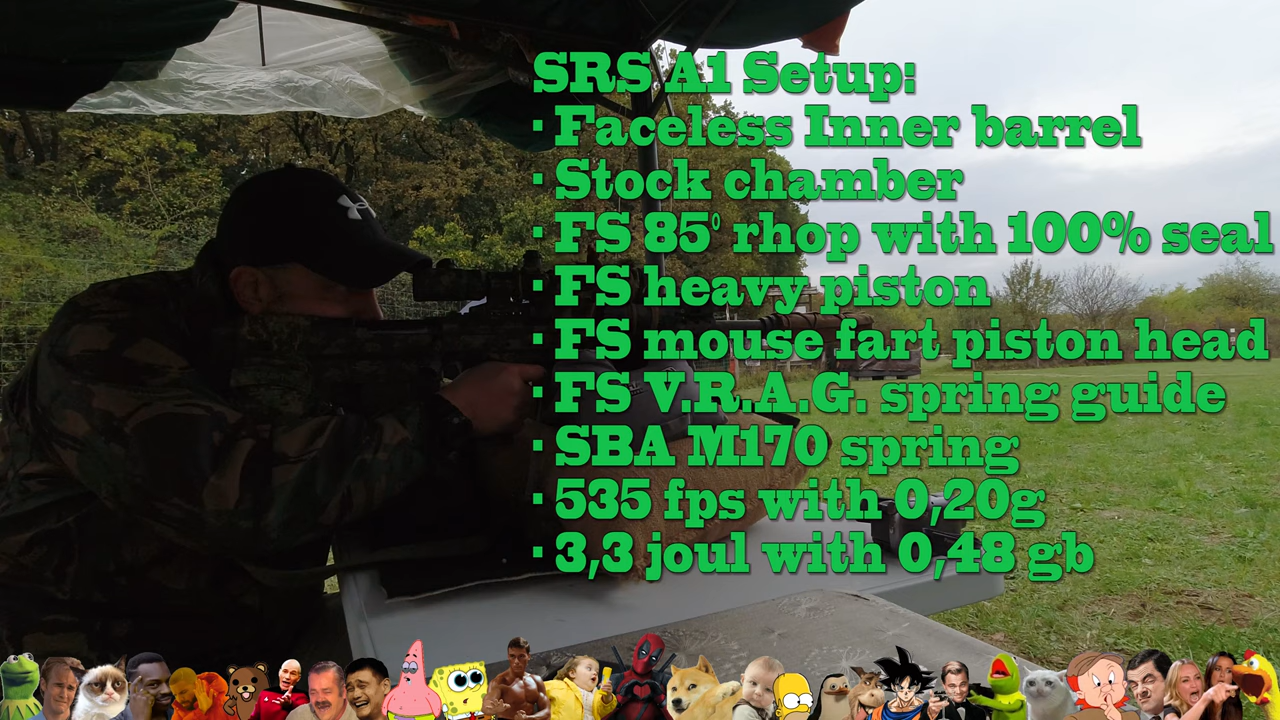 SRS A1 Setup:
· Faceless Inner barrel
· Stock chamber
· FS 85° rhop with 100% seal
· FS heavy piston
· FS mouse fart piston head
· FS V.R.A.G. spring guide
· SBA M170 spring
· 535 fps with 0,20g
· 3,3 joul with 0,48 gb